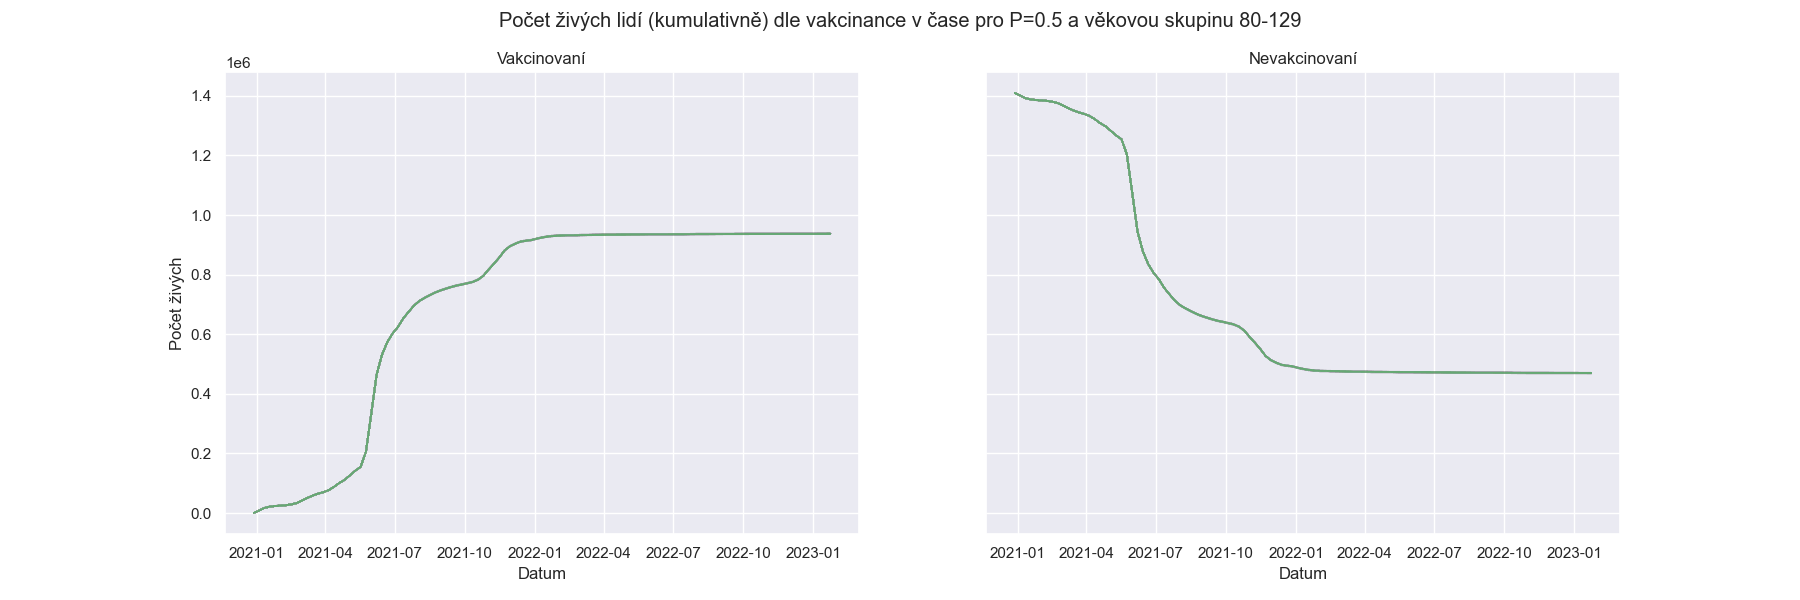 Počet živých lidí (kumulativně) dle vakcinance v čase pro P=0.5 a věkovou skupinu 80-129
Vakcinovaní
1e6
1.4
1.2
1.0
0.8
0.6
0.4
0.2
0.0
Počet živých
2021-01 2021-04 2021-07 2021-10 2022-01 2022-04 2022-07 2022-10 2023-01
Datum
Nevakcinovaní
2021-01 2021-04 2021-07 2021-10 2022-01 2022-04 2022-07 2022-10 2023-01
Datum